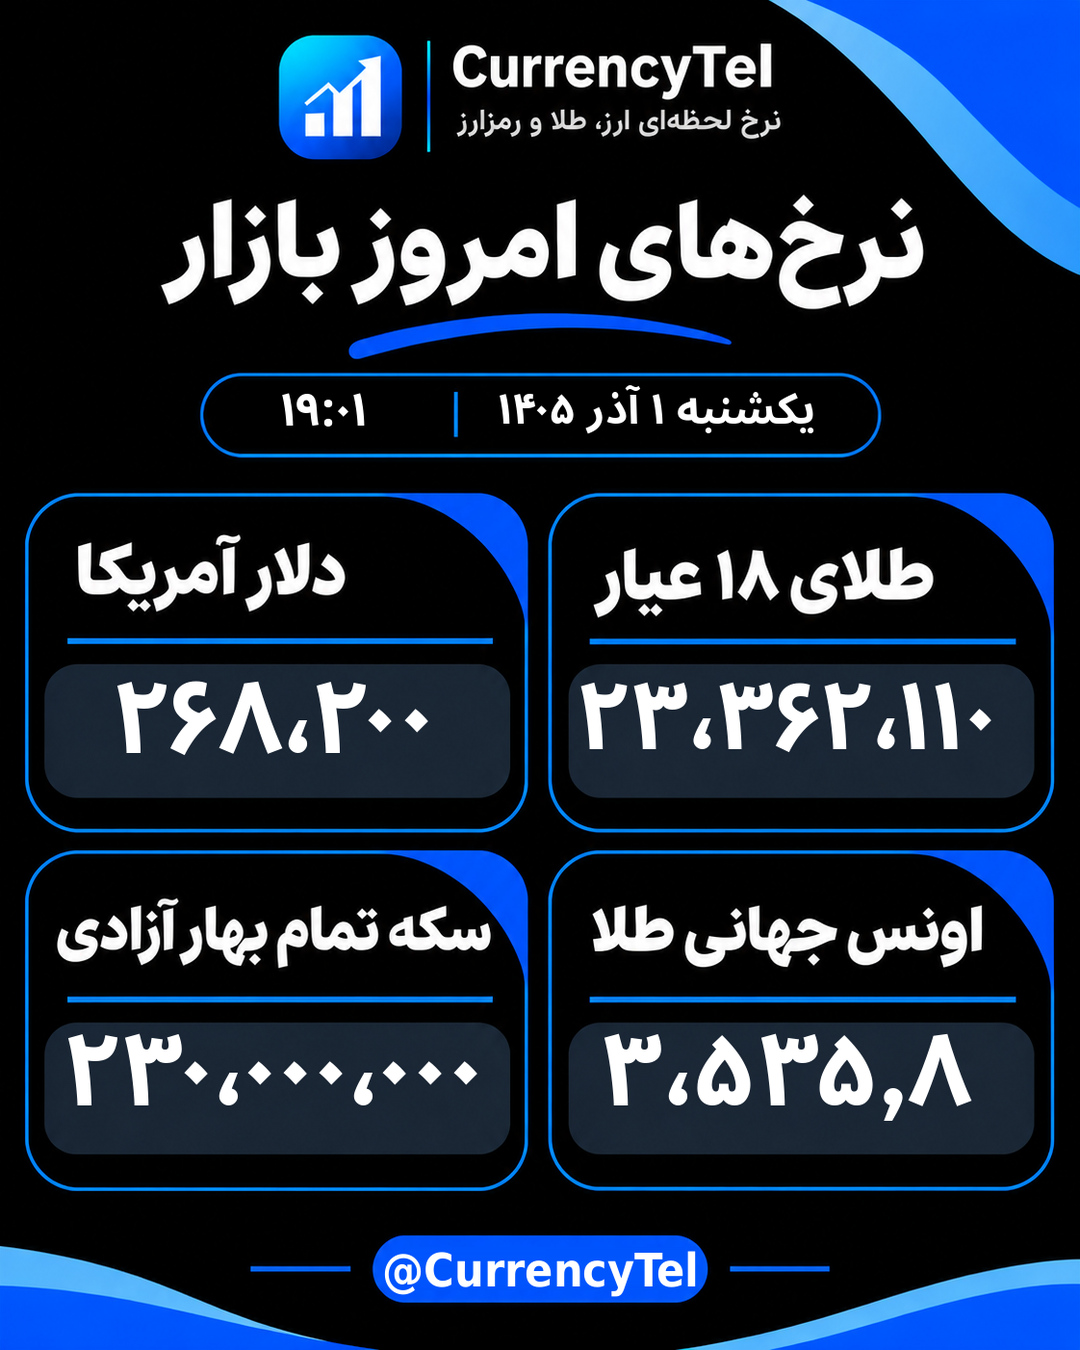 CurrencyTel
نرخ لحظه‌ای ارز، طلا و رمزارز
نرخ‌های امروز بازار
یکشنبه ۱ آذر ۱۴۰۵ | ۱۹:۰۱
طلای ۱۸ عیار
۲۳،۳۶۲،۱۱۰
دلار آمریکا
۲۶۸،۲۰۰
اونس جهانی طلا
۳،۵۳۵,۸
سکه تمام بهار آزادی
۲۳۰،۰۰۰،۰۰۰
@CurrencyTel